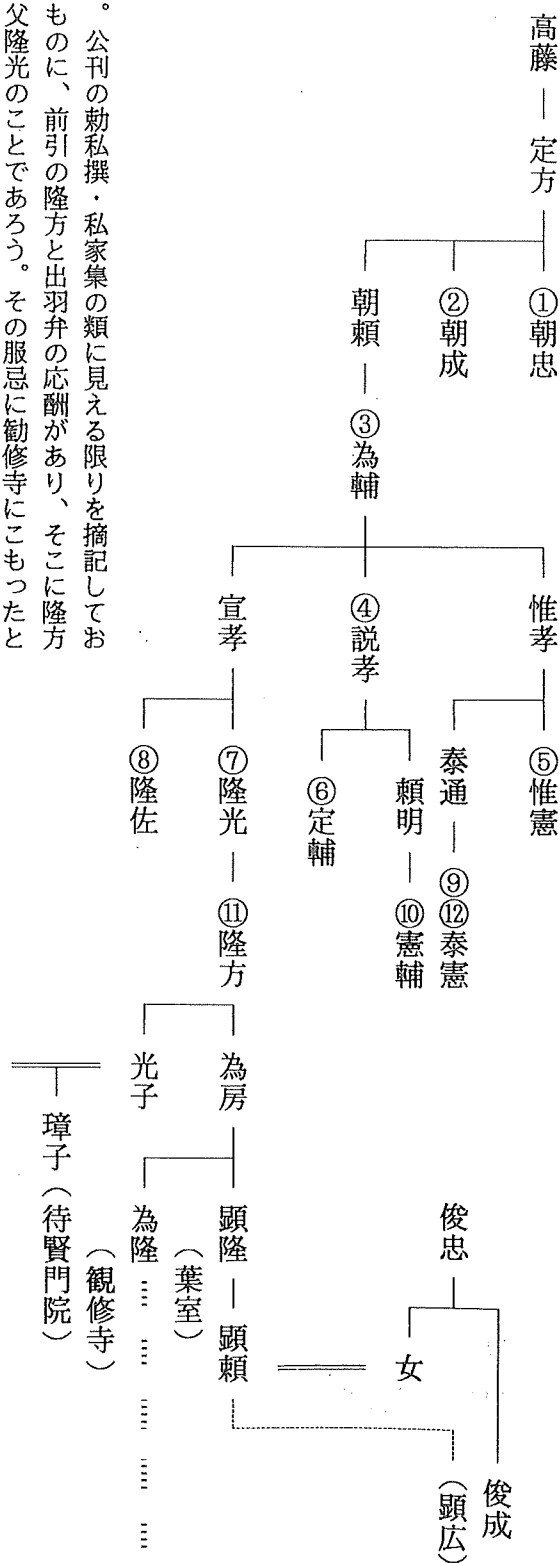 高藤
定方
①朝忠
②朝成
朝頼
③為輔
惟孝
④説孝
宣孝
⑤惟憲
泰通
⑨⑫泰憲
頼明
⑩憲輔
⑥定輔
⑦隆光
⑧隆佐
⑪隆方
為房
光子
璋子（待賢門院）
顕隆
（葉室）
顕頼
為隆
（観修寺）
俊忠
女
俊成
（顕広）
。公刊の勅私撰・私家集の類に見える限りを摘記してお
ものに、前引の隆方と出羽弁の応酬があり、そこに隆方
父隆光のことであろう。その服忌に勧修寺にこもったと